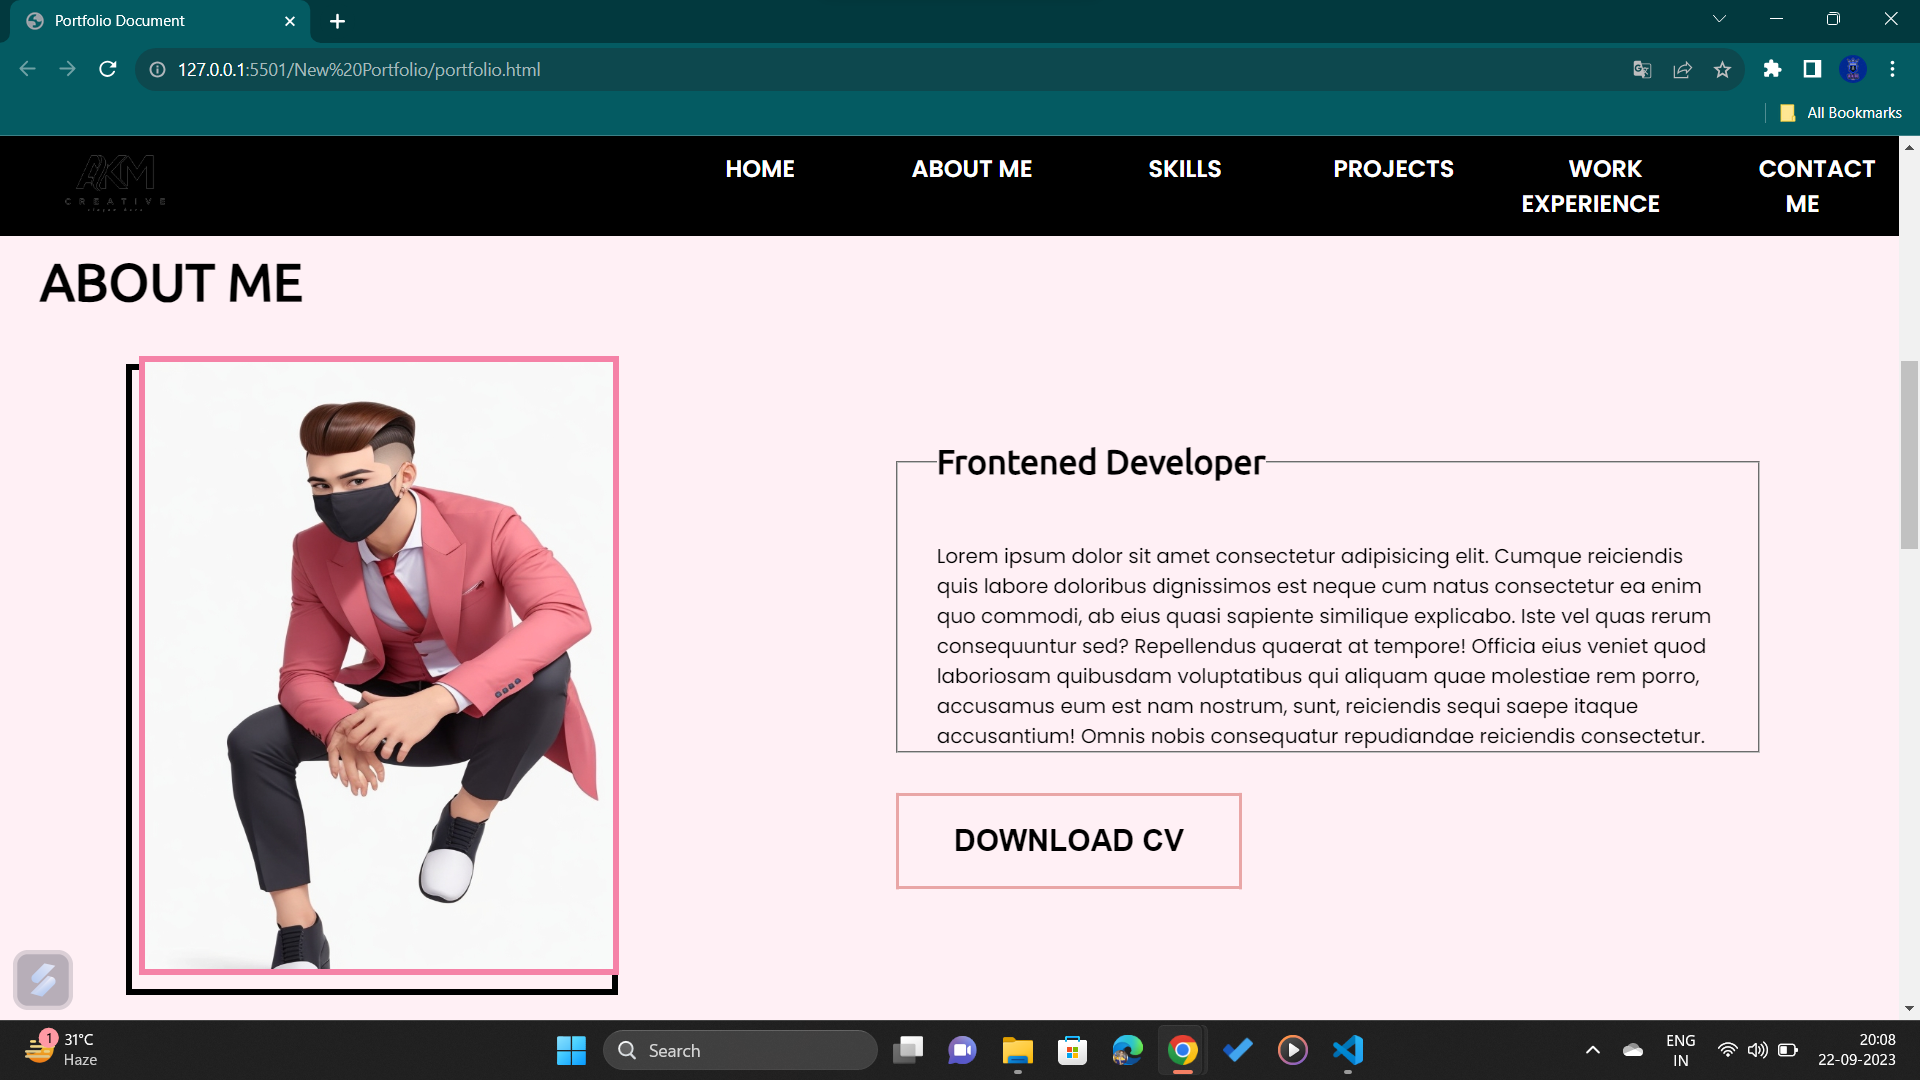 Portfolio Document
127.0.0.1:5501/New%20Portfolio/portfolio.html
All Bookmarks
AKM
CREATIVE
HOME
ABOUT ME
SKILLS
PROJECTS
WORK
EXPERIENCE
CONTACT
ME
ABOUT ME
Frontened Developer
Lorem ipsum dolor sit amet consectetur adipisicing elit. Cumque reiciendis
quis labore doloribus dignissimos est neque cum natus consectetur ea enim
quo commodi, ab eius quasi sapiente similique explicabo. Iste vel quas rerum
consequuntur sed? Repellendus quaerat at tempore! Officia eius veniet quod
laboriosam quibusdam voluptatibus qui aliquam quae molestiae rem porro,
accusamus eum est nam nostrum, sunt, reiciendis sequi saepe itaque
accusantium! Omnis nobis consequatur repudiandae reiciendis consectetur.
DOWNLOAD CV
1
31°C
Haze
Search
ENG
IN
20:08
22-09-2023